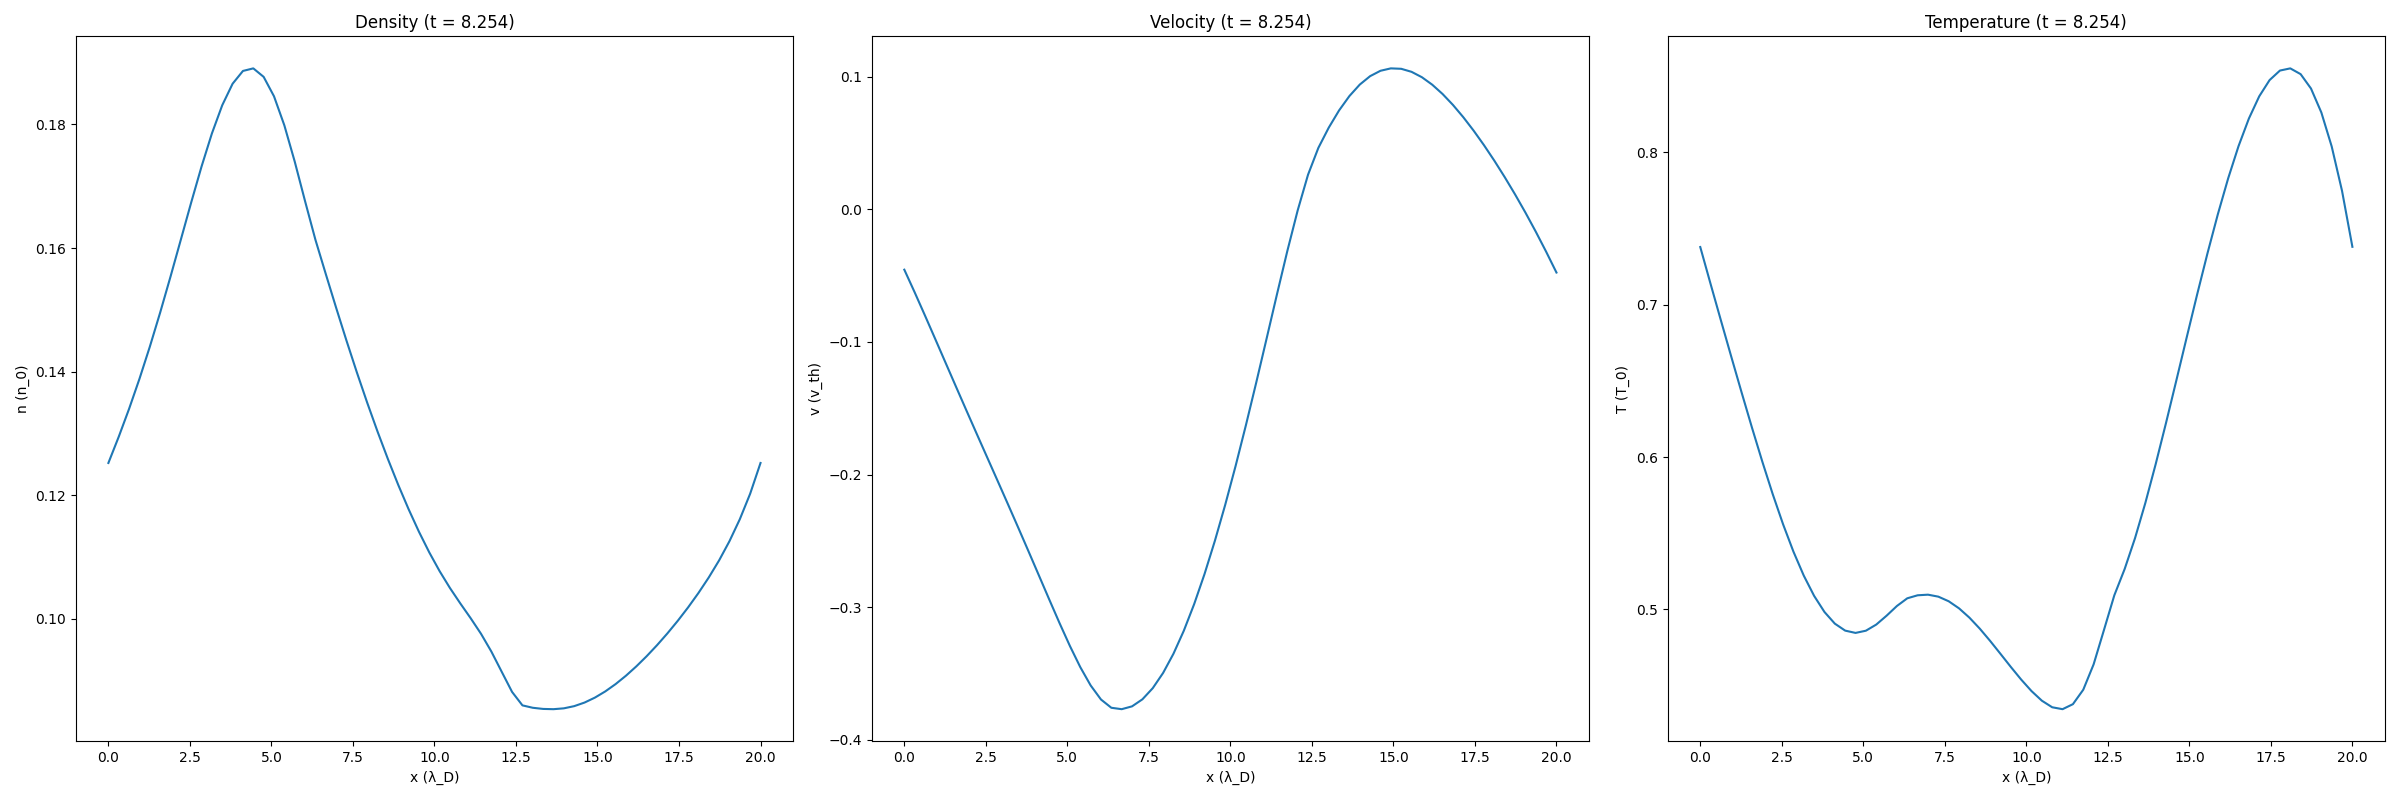 Density (t = 8.254)
n (n_0)
0.18
0.16
0.14
0.12
0.10
0.0 2.5 5.0 7.5 10.0 12.5 15.0 17.5 20.0
x (λ_D)
Velocity (t = 8.254)
v (v_th)
0.1
0.0
−0.1
−0.2
−0.3
−0.4
0.0 2.5 5.0 7.5 10.0 12.5 15.0 17.5 20.0
x (λ_D)
Temperature (t = 8.254)
T (T_0)
0.8
0.7
0.6
0.5
0.0 2.5 5.0 7.5 10.0 12.5 15.0 17.5 20.0
x (λ_D)